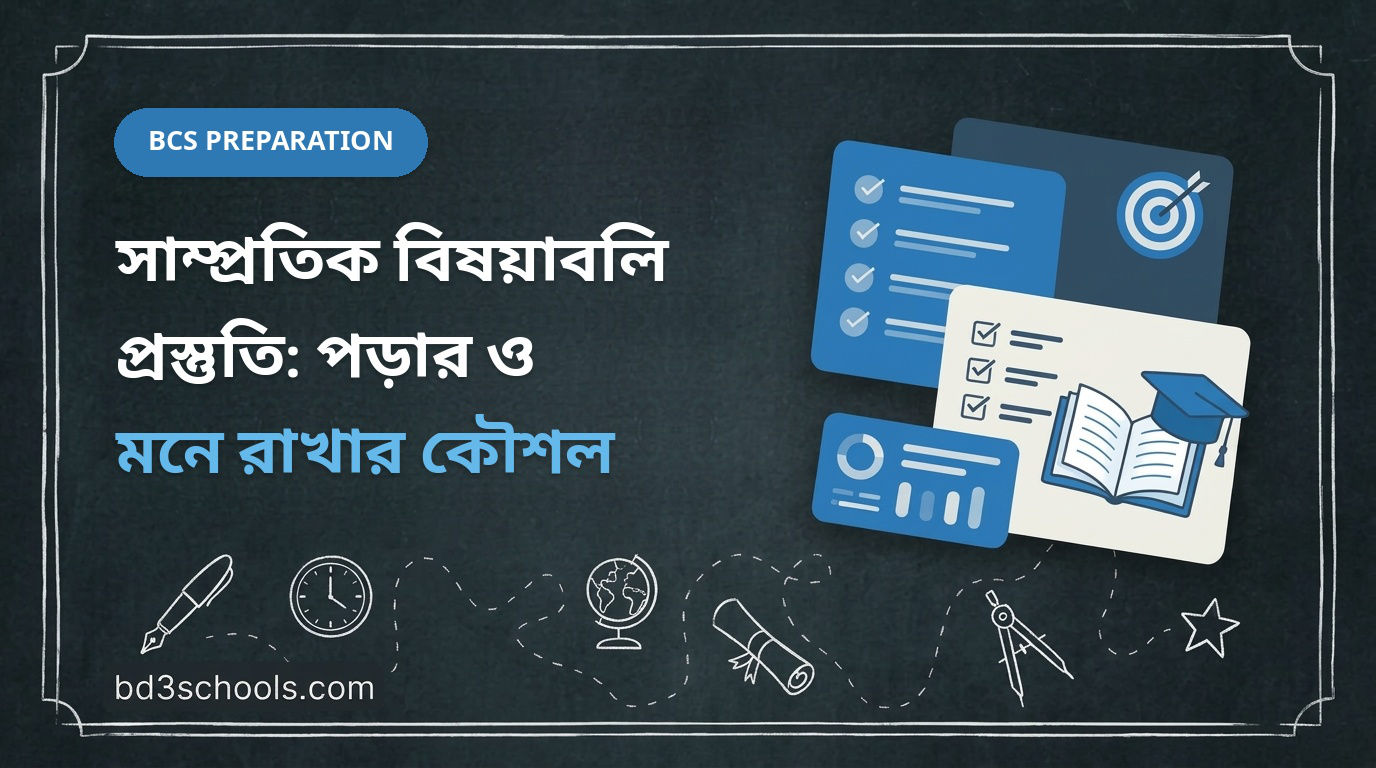 BCS PREPARATION
সাম্প্রতিক বিষয়াবলি
প্রস্তুতি: পড়ার ও
মনে রাখার কৌশল
bd3schools.com